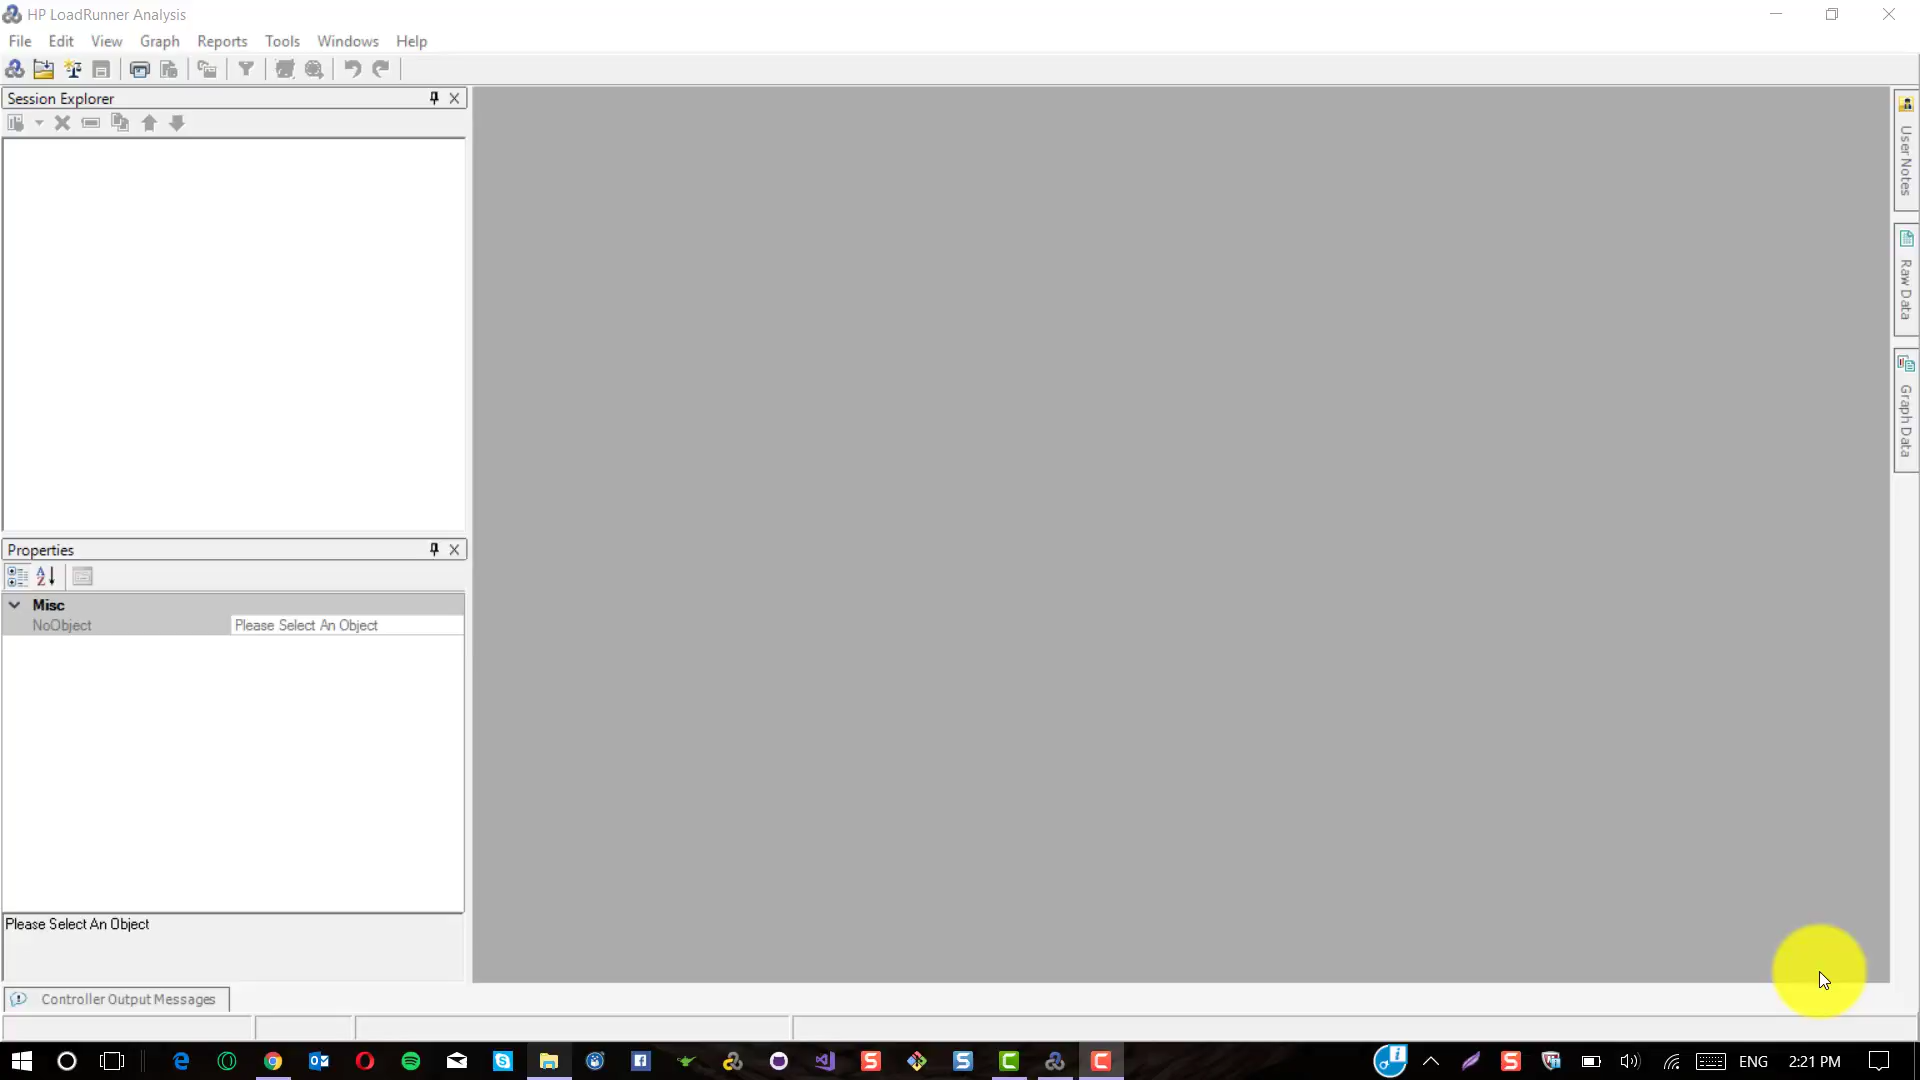 HP LoadRunner Analysis
File Edit View Graph Reports Tools Windows Help
Session Explorer
User Notes
Raw Data
Graph Data
Properties
Misc
NoObject Please Select An Object
Please Select An Object
Controller Output Messages
ENG 2:21 PM